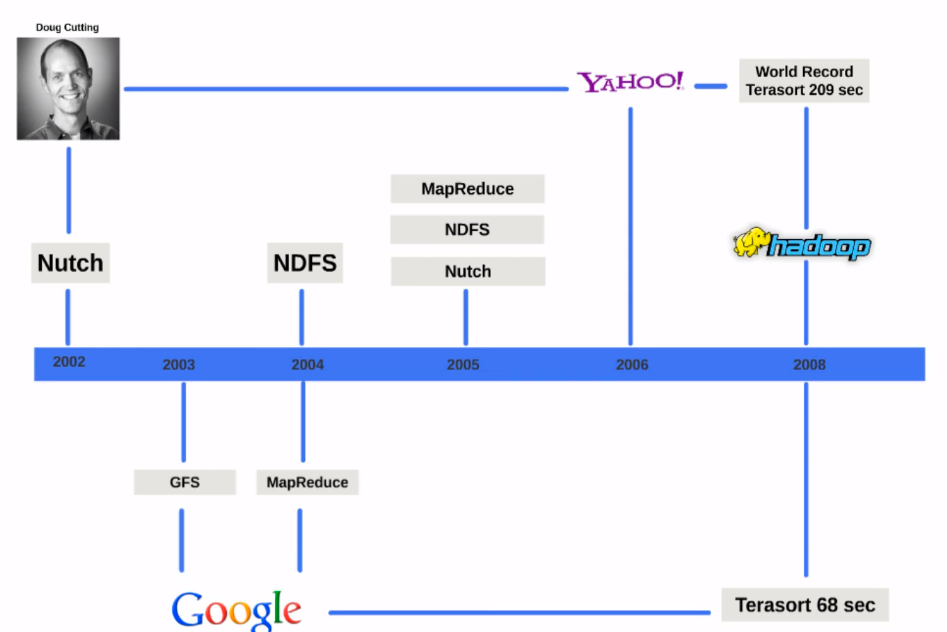 Doug Cutting
YAHOO!
World Record
Terasort 209 sec
MapReduce
NDFS
Nutch
Nutch
NDFS
hadoop
2002
2003
2004
2005
2006
2008
GFS
MapReduce
Google
Terasort 68 sec